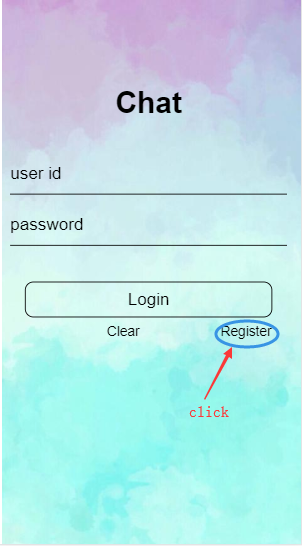 Chat
user id
password
Login
Clear Register
click